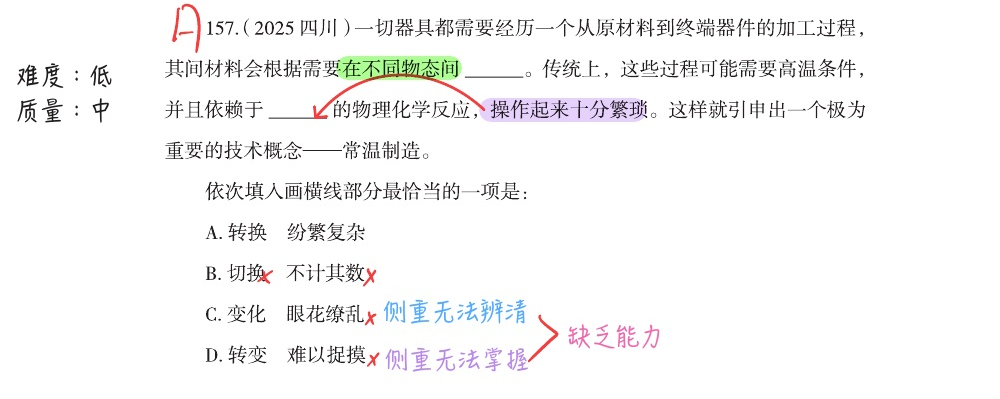 A 157.（2025 四川）一切器具都需要经历一个从原材料到终端器件的加工过程，
其间材料会根据需要在不同物态间 ______。传统上，这些过程可能需要高温条件，
难度：低
并且依赖于 ______ 的物理化学反应，操作起来十分繁琐。这样就引申出一个极为
质量：中
重要的技术概念——常温制造。
依次填入画横线部分最恰当的一项是：
A. 转换 纷繁复杂
B. 切换 不计其数
C. 变化 眼花缭乱 侧重无法辨清
缺乏能力
D. 转变 难以捉摸 侧重无法掌握